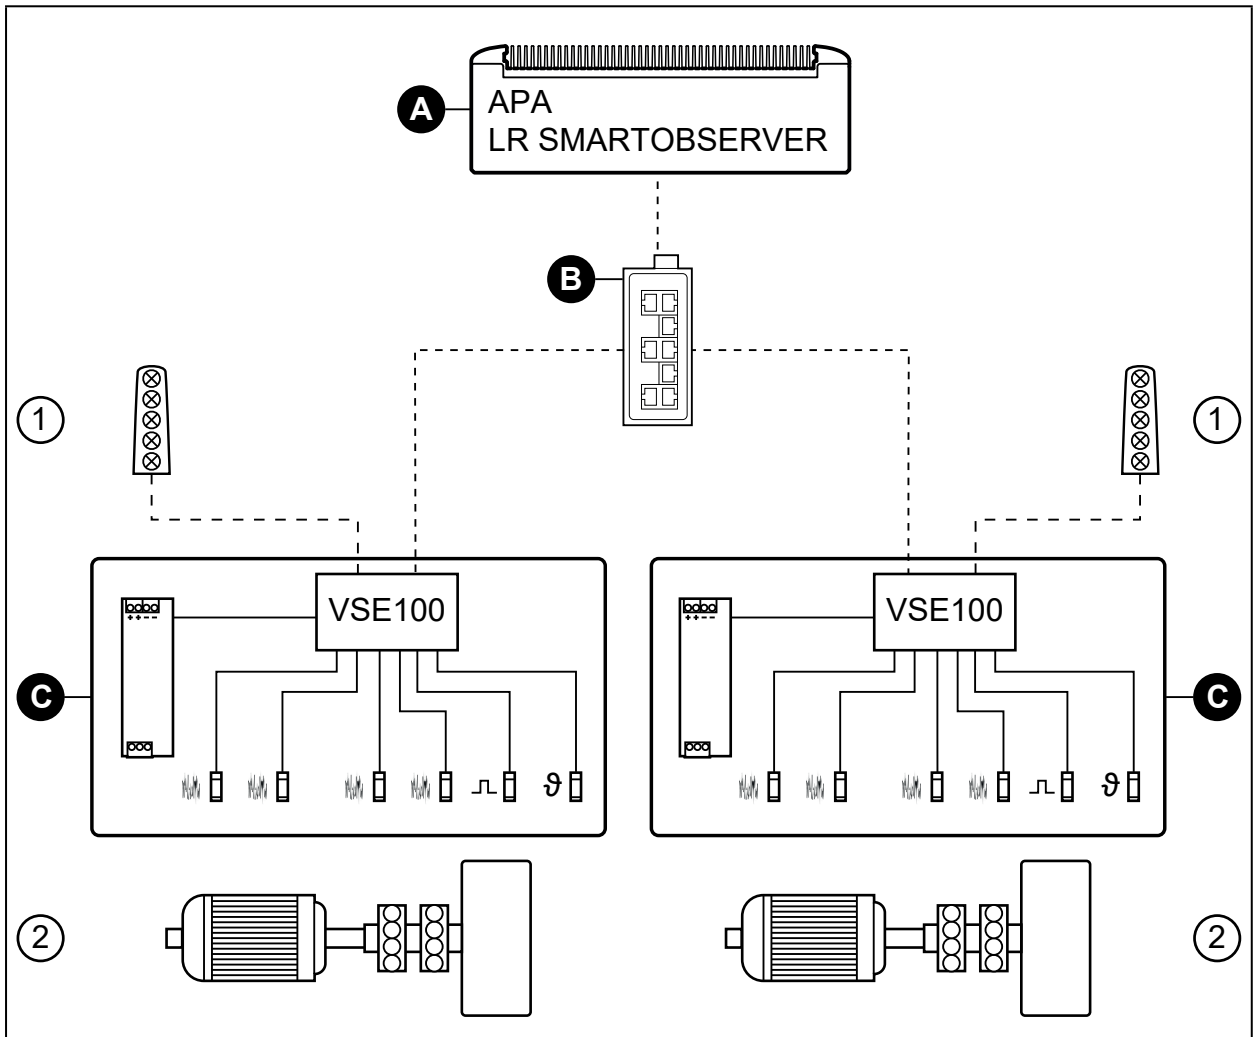 A
APA
LR SMARTOBSERVER
B
1
1
VSE100
VSE100
++--
++--
C
C
ϑ
ϑ
2
2